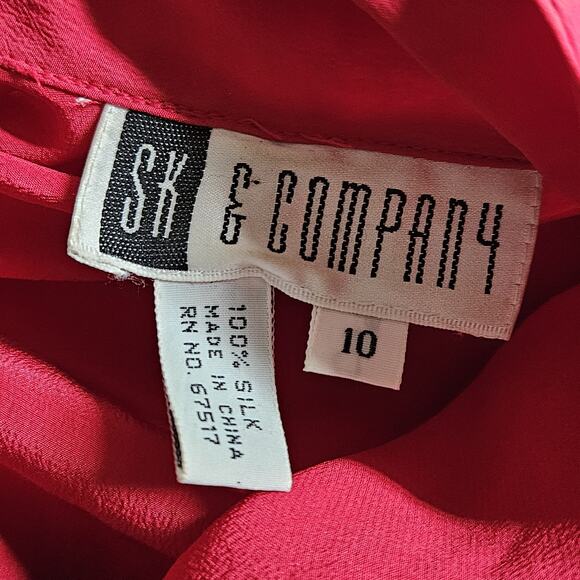 SK & COMPANY
10
100% SILK
MADE IN CHINA
RN NO. 67517